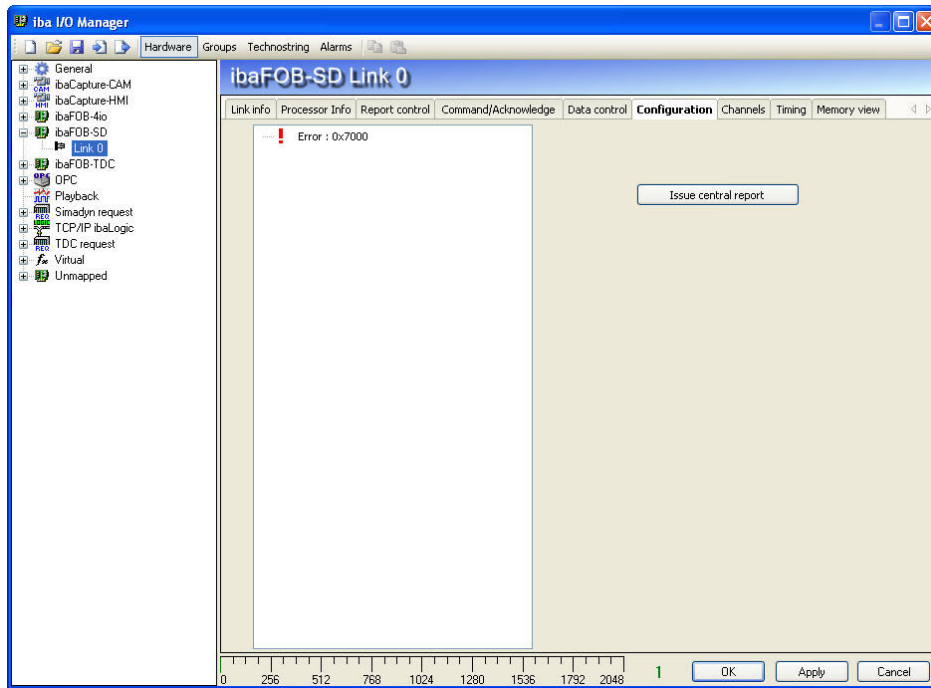 iba I/O Manager
Hardware Groups Technostring Alarms
General
ibaCapture-CAM
ibaCapture-HMI
ibaFOB-4io
ibaFOB-SD
Link 0
ibaFOB-TDC
OPC
Playback
Simadyn request
TCP/IP ibaLogic
TDC request
Virtual
Unmapped
ibaFOB-SD Link 0
Link info Processor Info Report control Command/Acknowledge Data control Configuration Channels Timing Memory view
Error : 0x7000
Issue central report
0 256 512 768 1024 1280 1536 1792 2048
1
OK Apply Cancel